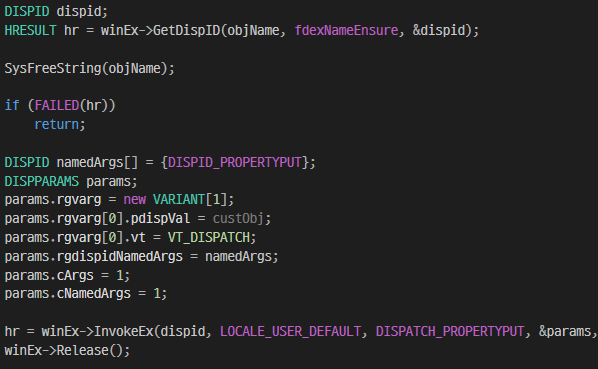 DISPID dispid;
HRESULT hr = winEx->GetDispID(objName, fdexNameEnsure, &dispid);
SysFreeString(objName);
if (FAILED(hr))
return;
DISPID namedArgs[] = {DISPID_PROPERTYPUT};
DISPPARAMS params;
params.rgvarg = new VARIANT[1];
params.rgvarg[0].pdispVal = custObj;
params.rgvarg[0].vt = VT_DISPATCH;
params.rgdispidNamedArgs = namedArgs;
params.cArgs = 1;
params.cNamedArgs = 1;
hr = winEx->InvokeEx(dispid, LOCALE_USER_DEFAULT, DISPATCH_PROPERTYPUT, &params,
winEx->Release();